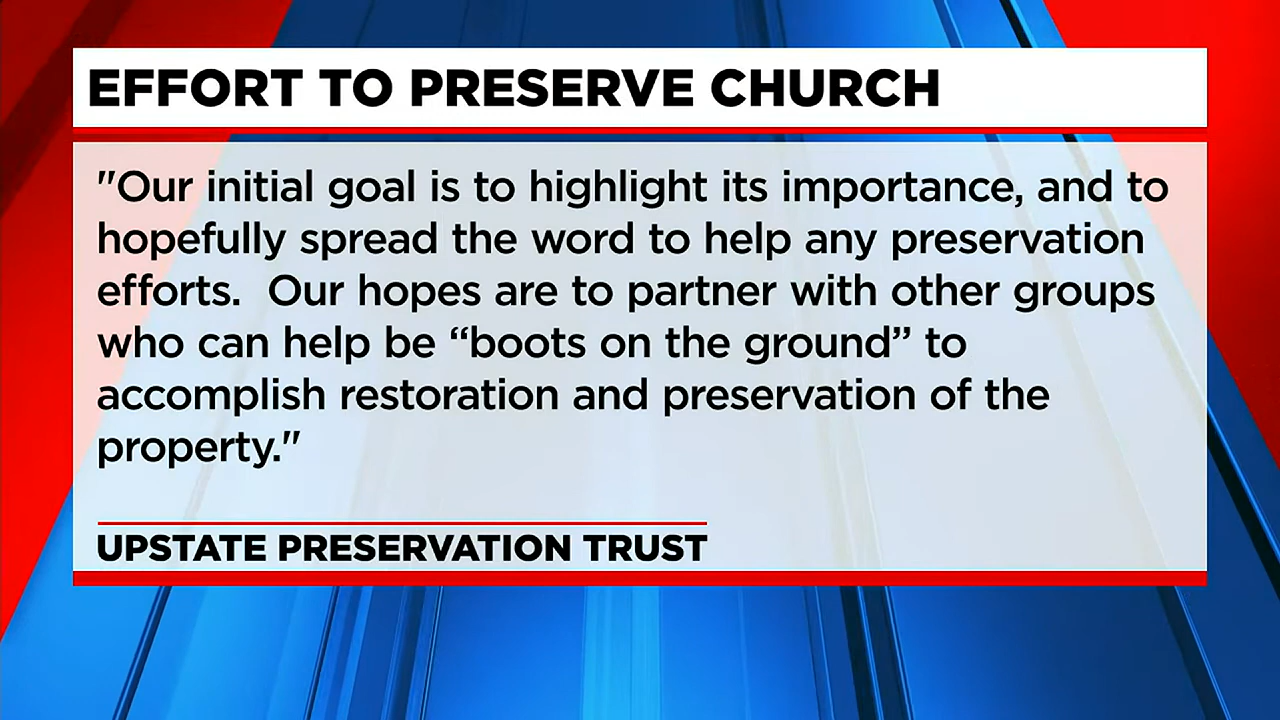 EFFORT TO PRESERVE CHURCH
"Our initial goal is to highlight its importance, and to
hopefully spread the word to help any preservation
efforts.  Our hopes are to partner with other groups
who can help be “boots on the ground” to
accomplish restoration and preservation of the
property."
UPSTATE PRESERVATION TRUST